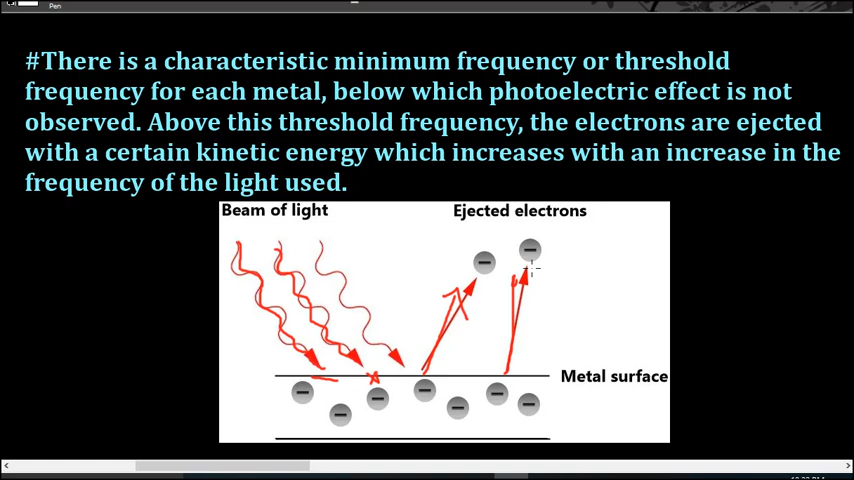 Pen
#There is a characteristic minimum frequency or threshold
frequency for each metal, below which photoelectric effect is not
observed. Above this threshold frequency, the electrons are ejected
with a certain kinetic energy which increases with an increase in the
frequency of the light used.
Beam of light
Ejected electrons
Metal surface